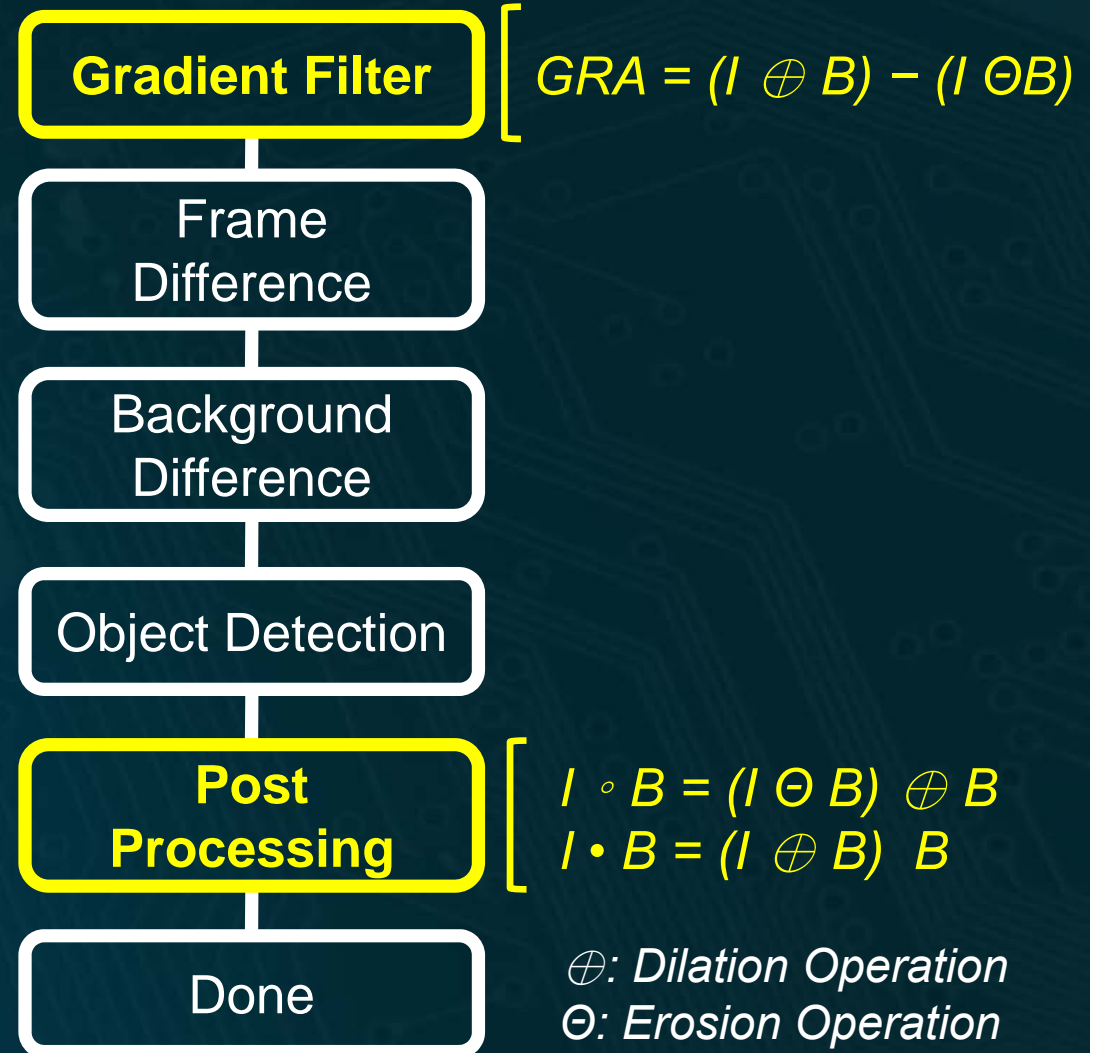 Gradient Filter
GRA = (I ⊕ B) − (I ΘB)
Frame
Difference
Background
Difference
Object Detection
Post
Processing
I ◦ B = (I Θ B) ⊕ B
I • B = (I ⊕ B) B
Done
⊕: Dilation Operation
Θ: Erosion Operation